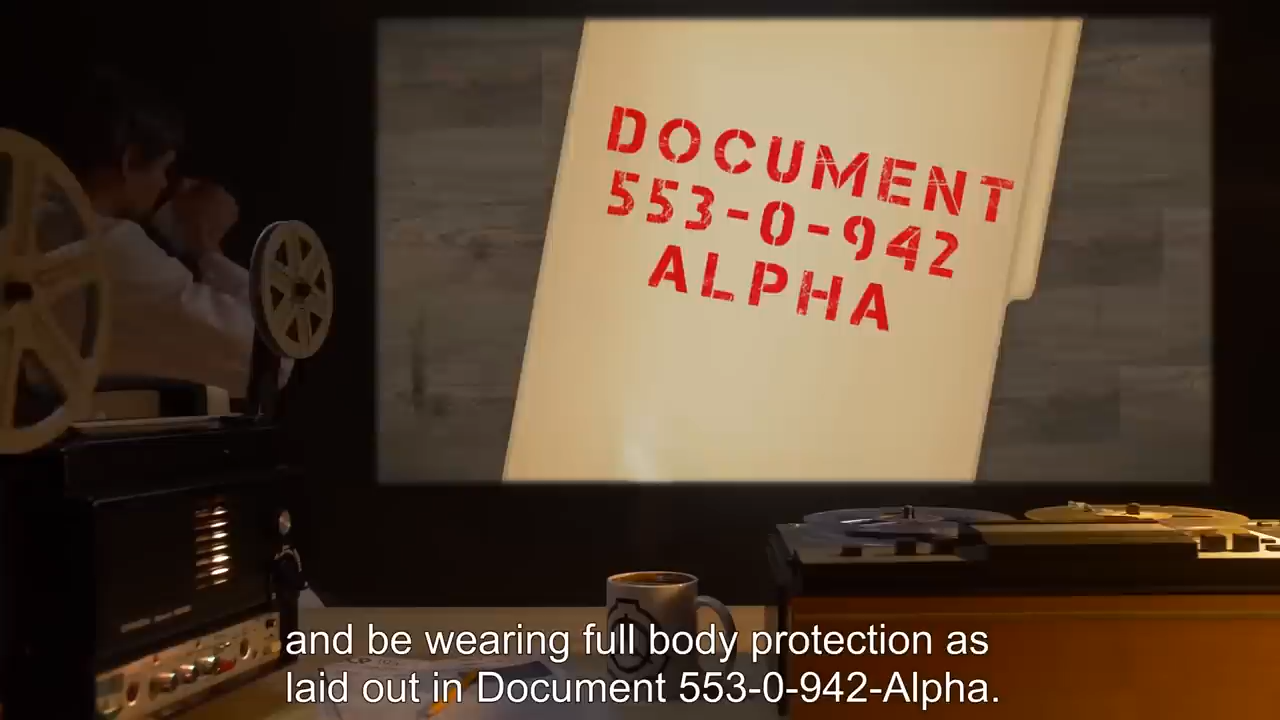 DOCUMENT
553-0-942
ALPHA
and be wearing full body protection as
laid out in Document 553-0-942-Alpha.